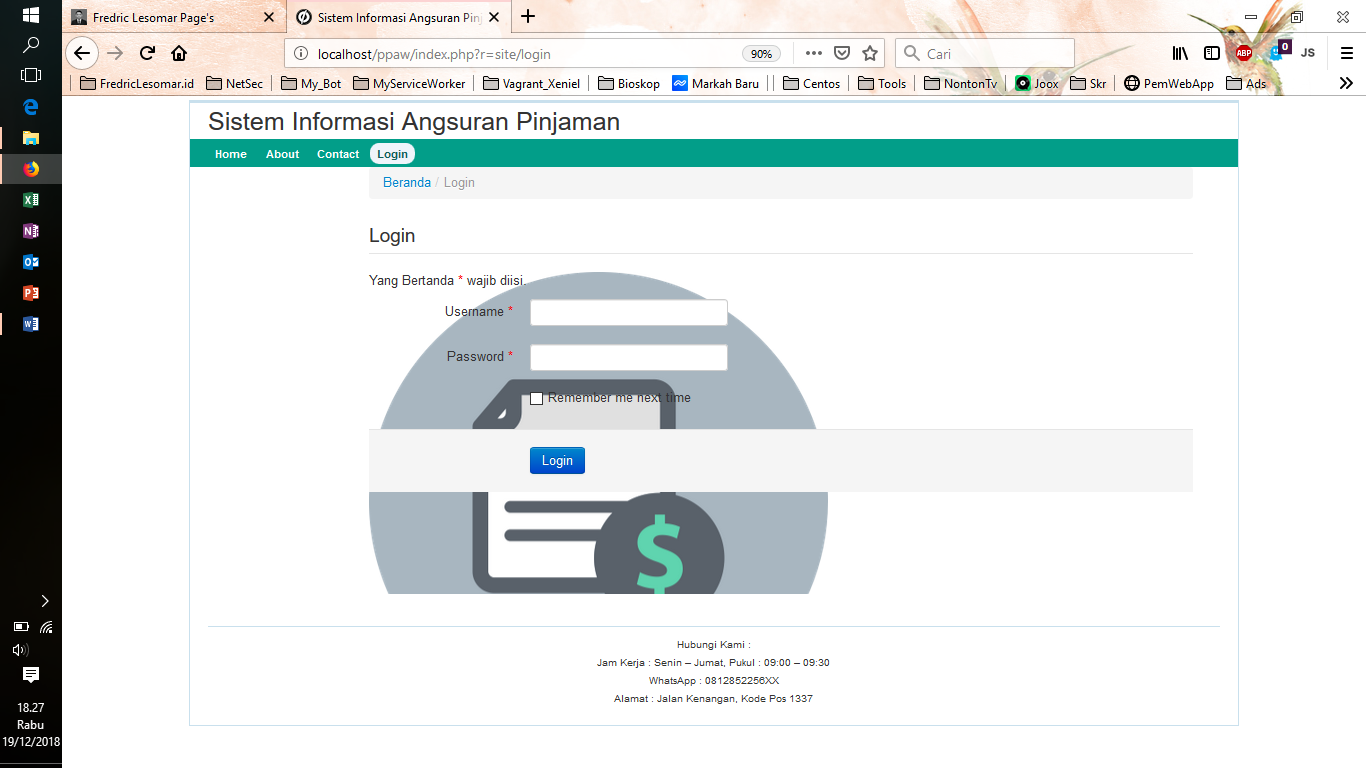 Fredric Lesomar Page's
Sistem Informasi Angsuran Pinj
localhost/ppaw/index.php?r=site/login
90%
Cari
ABP
0
JS
FredricLesomar.id
NetSec
My_Bot
MyServiceWorker
Vagrant_Xeniel
Bioskop
Markah Baru
Centos
Tools
NontonTv
Joox
Skr
PemWebApp
Ads
Sistem Informasi Angsuran Pinjaman
Home About Contact Login
Beranda / Login
Login
Yang Bertanda * wajib diisi.
Username *
Password *
Remember me next time
Login
$
Hubungi Kami :
Jam Kerja : Senin – Jumat, Pukul : 09:00 – 09:30
WhatsApp : 0812852256XX
Alamat : Jalan Kenangan, Kode Pos 1337
18.27
Rabu
19/12/2018